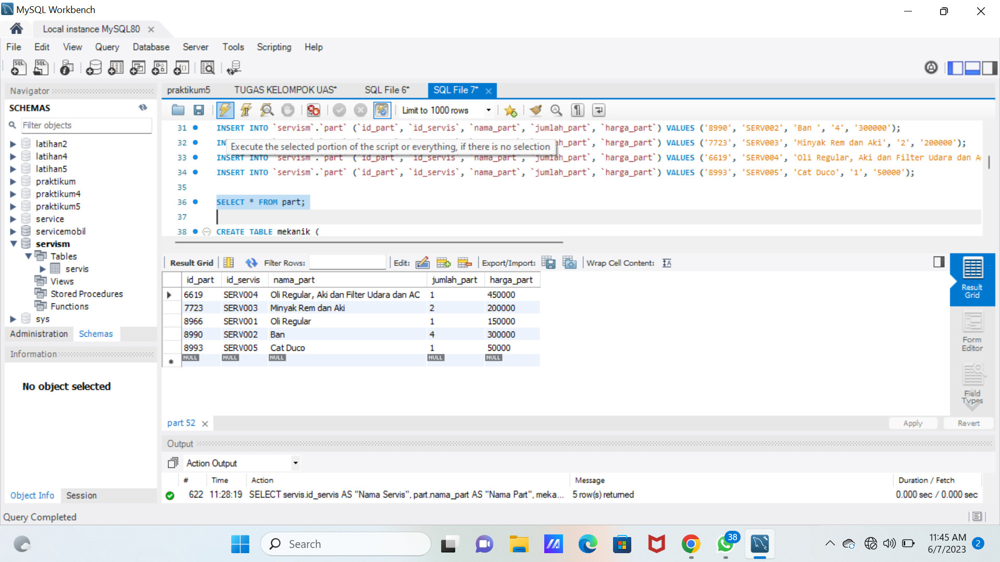 MySQL Workbench
Local instance MySQL80
File Edit View Query Database Server Tools Scripting Help
Navigator
SCHEMAS
Filter objects
latihan2
latihan4
latihan5
praktikum
praktikum4
praktikum5
service
servicemobil
servism
Tables
servis
Views
Stored Procedures
Functions
sys
Administration Schemas
Information
No object selected
Object Info Session
Query Completed
praktikum5 TUGAS KELOMPOK UAS* SQL File 6* SQL File 7*
Limit to 1000 rows
31 INSERT INTO `servism`.`part` (`id_part`, `id_servis`, `nama_part`, `jumlah_part`, `harga_part`) VALUES ('8990', 'SERV002', 'Ban ', '4', '300000');
32 IN h_part`, `harga_part`) VALUES ('7723', 'SERV003', 'Minyak Rem dan Aki', '2', '200000');
Execute the selected portion of the script or everything, if there is no selection
33 INSERT INTO `servism`.`part` (`id_part`, `id_servis`, `nama_part`, `jumlah_part`, `harga_part`) VALUES ('6619', 'SERV004', 'Oli Regular, Aki dan Filter Udara dan A
34 INSERT INTO `servism`.`part` (`id_part`, `id_servis`, `nama_part`, `jumlah_part`, `harga_part`) VALUES ('8993', 'SERV005', 'Cat Duco', '1', '50000');
35
36 SELECT * FROM part;
37
38 CREATE TABLE mekanik (
Result Grid Filter Rows: Edit: Export/Import: Wrap Cell Content:
id_part id_servis nama_part jumlah_part harga_part
6619 SERV004 Oli Regular, Aki dan Filter Udara dan AC 1 450000
7723 SERV003 Minyak Rem dan Aki 2 200000
8966 SERV001 Oli Regular 1 150000
8990 SERV002 Ban 4 300000
8993 SERV005 Cat Duco 1 50000
NULL NULL NULL NULL NULL
Result
Grid
Form
Editor
Field
Types
part 52
Apply Revert
Output
Action Output
# Time Action Message Duration / Fetch
622 11:28:19 SELECT servis.id_servis AS "Nama Servis", part.nama_part AS "Nama Part", meka... 5 row(s) returned 0.000 sec / 0.000 sec
Search
38
11:45 AM
6/7/2023
2